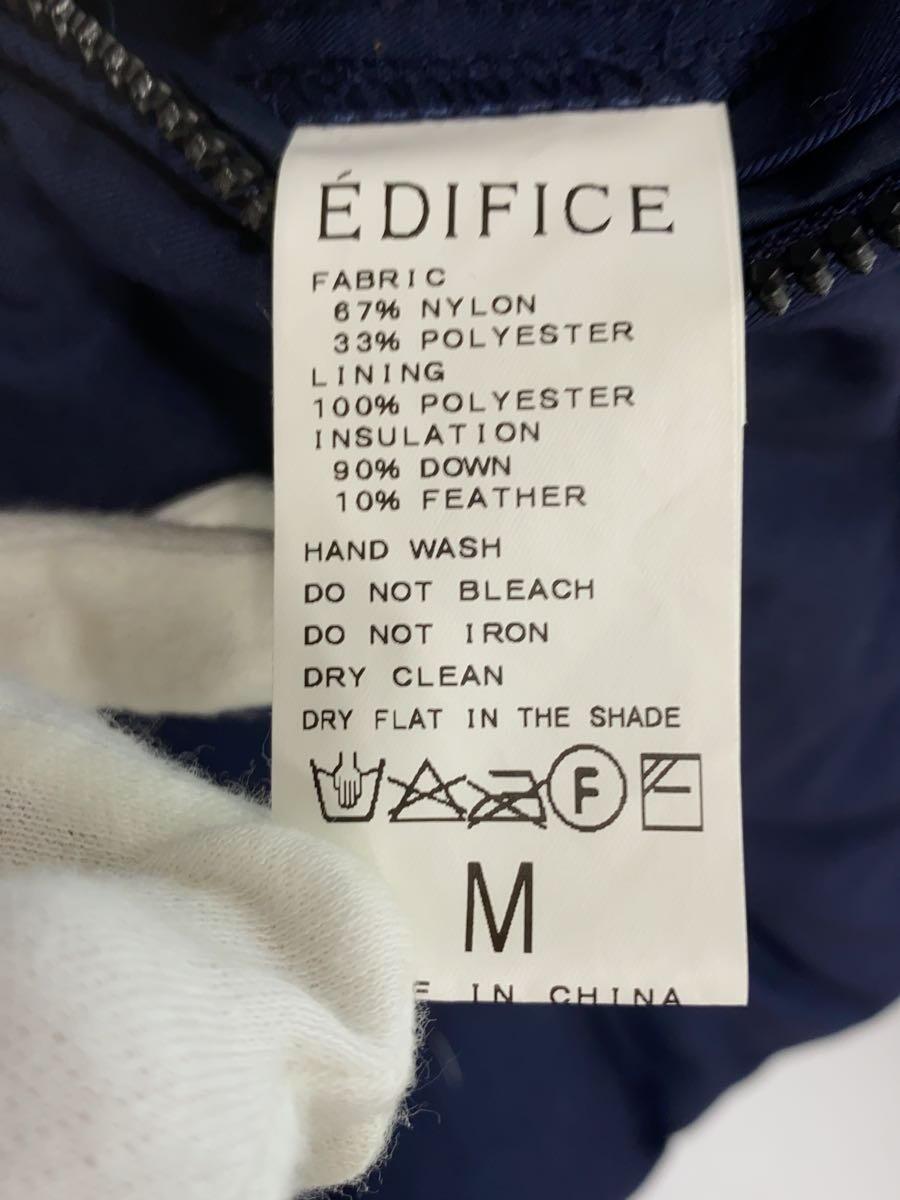 ÉDIFICE
FABRIC
67% NYLON
33% POLYESTER
LINING
100% POLYESTER
INSULATION
90% DOWN
10% FEATHER
HAND WASH
DO NOT BLEACH
DO NOT IRON
DRY CLEAN
DRY FLAT IN THE SHADE
F
M
IN CHINA